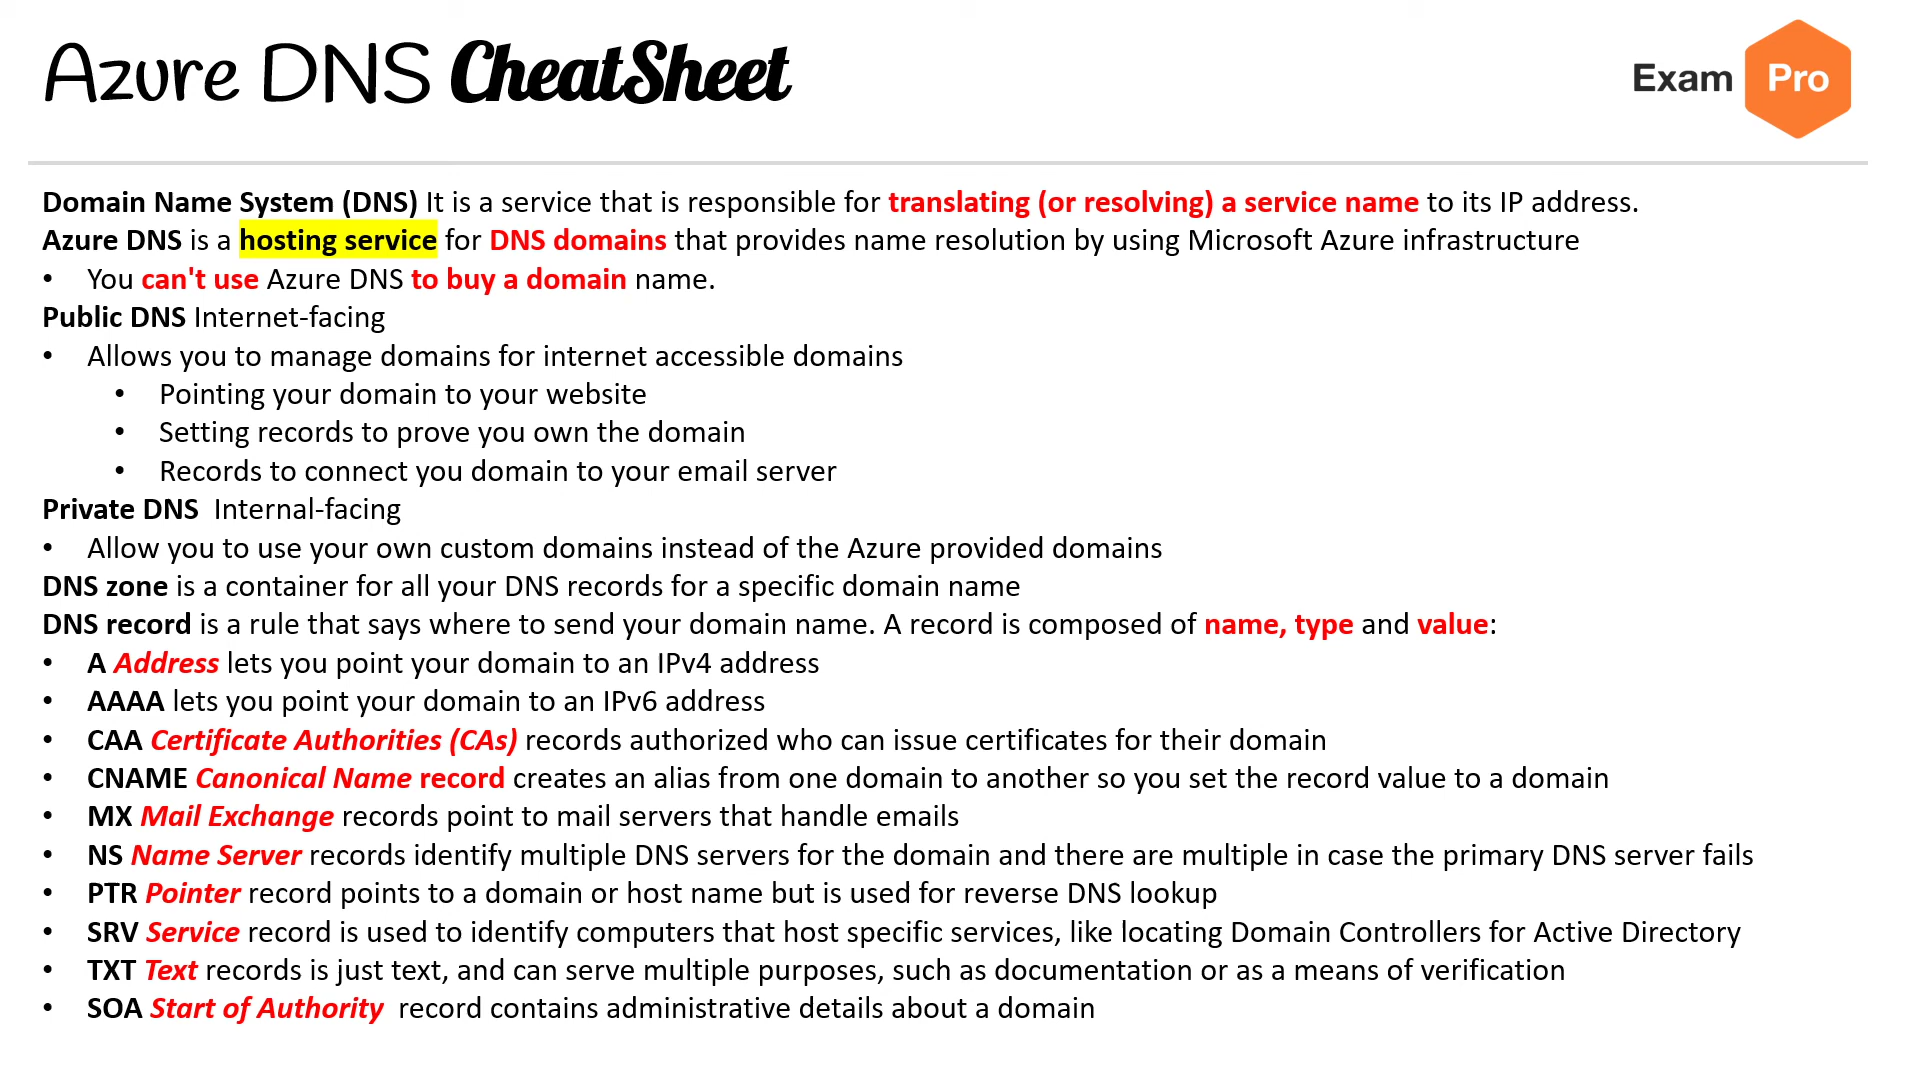 Azure DNS CheatSheet
Exam Pro
Domain Name System (DNS) It is a service that is responsible for translating (or resolving) a service name to its IP address.
Azure DNS is a hosting service for DNS domains that provides name resolution by using Microsoft Azure infrastructure
• You can't use Azure DNS to buy a domain name.
Public DNS Internet-facing
• Allows you to manage domains for internet accessible domains
• Pointing your domain to your website
• Setting records to prove you own the domain
• Records to connect you domain to your email server
Private DNS Internal-facing
• Allow you to use your own custom domains instead of the Azure provided domains
DNS zone is a container for all your DNS records for a specific domain name
DNS record is a rule that says where to send your domain name. A record is composed of name, type and value:
• A Address lets you point your domain to an IPv4 address
• AAAA lets you point your domain to an IPv6 address
• CAA Certificate Authorities (CAs) records authorized who can issue certificates for their domain
• CNAME Canonical Name record creates an alias from one domain to another so you set the record value to a domain
• MX Mail Exchange records point to mail servers that handle emails
• NS Name Server records identify multiple DNS servers for the domain and there are multiple in case the primary DNS server fails
• PTR Pointer record points to a domain or host name but is used for reverse DNS lookup
• SRV Service record is used to identify computers that host specific services, like locating Domain Controllers for Active Directory
• TXT Text records is just text, and can serve multiple purposes, such as documentation or as a means of verification
• SOA Start of Authority record contains administrative details about a domain